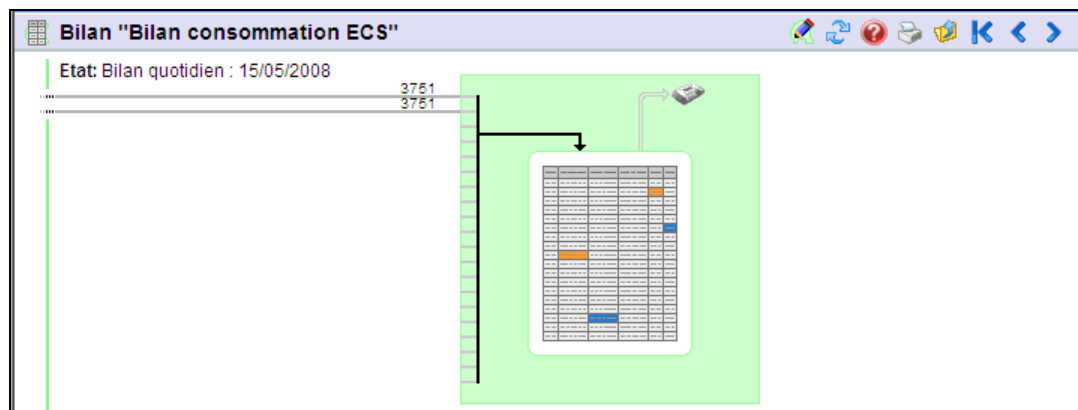 Bilan "Bilan consommation ECS"
Etat: Bilan quotidien : 15/05/2008
3751
3751